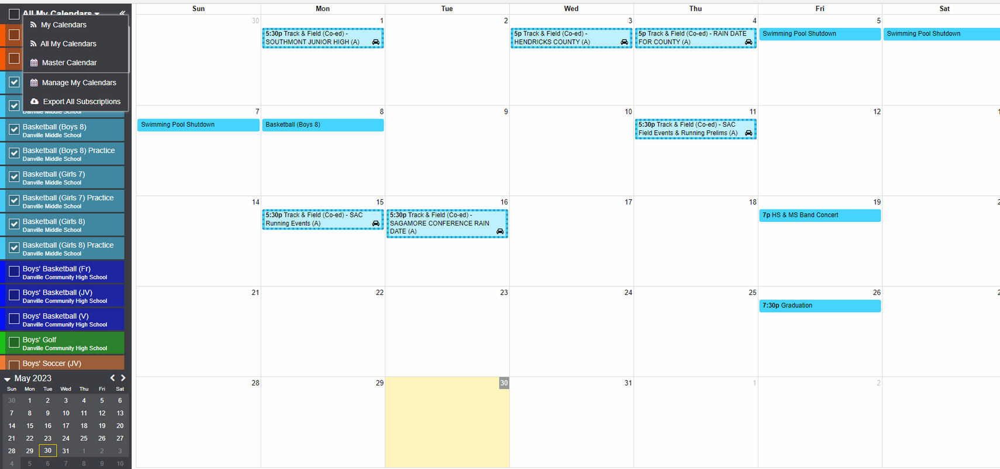 All My Calendars
«
My Calendars
All My Calendars
Master Calendar
Manage My Calendars
Export All Subscriptions
Danville Middle School
Basketball (Boys 8)
Danville Middle School
Basketball (Boys 8) Practice
Danville Middle School
Basketball (Girls 7)
Danville Middle School
Basketball (Girls 7) Practice
Danville Middle School
Basketball (Girls 8)
Danville Middle School
Basketball (Girls 8) Practice
Danville Middle School
Boys' Basketball (Fr)
Danville Community High School
Boys' Basketball (JV)
Danville Community High School
Boys' Basketball (V)
Danville Community High School
Boys' Golf
Danville Community High School
Boys' Soccer (JV)
May 2023
Sun Mon Tue Wed Thu Fri Sat
30 1 2 3 4 5 6
7 8 9 10 11 12 13
14 15 16 17 18 19 20
21 22 23 24 25 26 27
28 29 30 31 1 2 3
4 5 6 7 8 9 10
Sun Mon Tue Wed Thu Fri Sat
30 1 2 3 4 5
5:30p Track & Field (Co-ed) -
SOUTHMONT JUNIOR HIGH (A)
5p Track & Field (Co-ed) -
HENDRICKS COUNTY (A)
5p Track & Field (Co-ed) - RAIN DATE
FOR COUNTY (A)
Swimming Pool Shutdown
Swimming Pool Shutdown
7 8 9 10 11 12
Swimming Pool Shutdown
Basketball (Boys 8)
5:30p Track & Field (Co-ed) - SAC
Field Events & Running Prelims (A)
14 15 16 17 18 19
5:30p Track & Field (Co-ed) - SAC
Running Events (A)
5:30p Track & Field (Co-ed) -
SAGAMORE CONFERENCE RAIN
DATE (A)
7p HS & MS Band Concert
21 22 23 24 25 26
7:30p Graduation
28 29 30 31 1 2